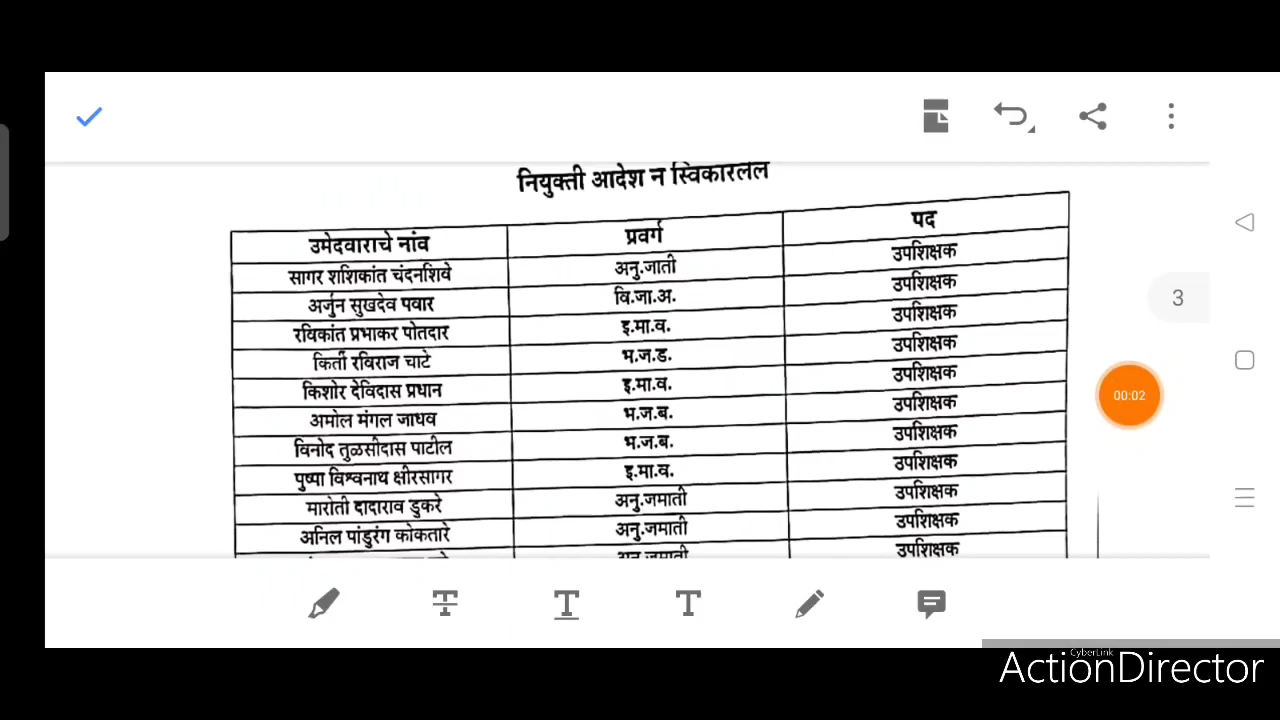 नियुक्ती आदेश न स्विकारलेले
उमेदवाराचे नांव प्रवर्ग पद
सागर शशिकांत चंदनशिवे अनु.जाती उपशिक्षक
अर्जुन सुखदेव पवार वि.जा.अ. उपशिक्षक
रविकांत प्रभाकर पोतदार इ.मा.व. उपशिक्षक
किर्ती रविराज चाटे भ.ज.ड. उपशिक्षक
किशोर देविदास प्रधान इ.मा.व. उपशिक्षक
अमोल मंगल जाधव भ.ज.ब. उपशिक्षक
विनोद तुळसीदास पाटील भ.ज.ब. उपशिक्षक
पुष्पा विश्वनाथ क्षीरसागर इ.मा.व. उपशिक्षक
मारोती दादाराव डुकरे अनु.जमाती उपशिक्षक
अनिल पांडुरंग कोकतारे अनु.जमाती उपशिक्षक
अनु.जमाती उपशिक्षक
3
00:02
T T T
CyberLink
ActionDirector